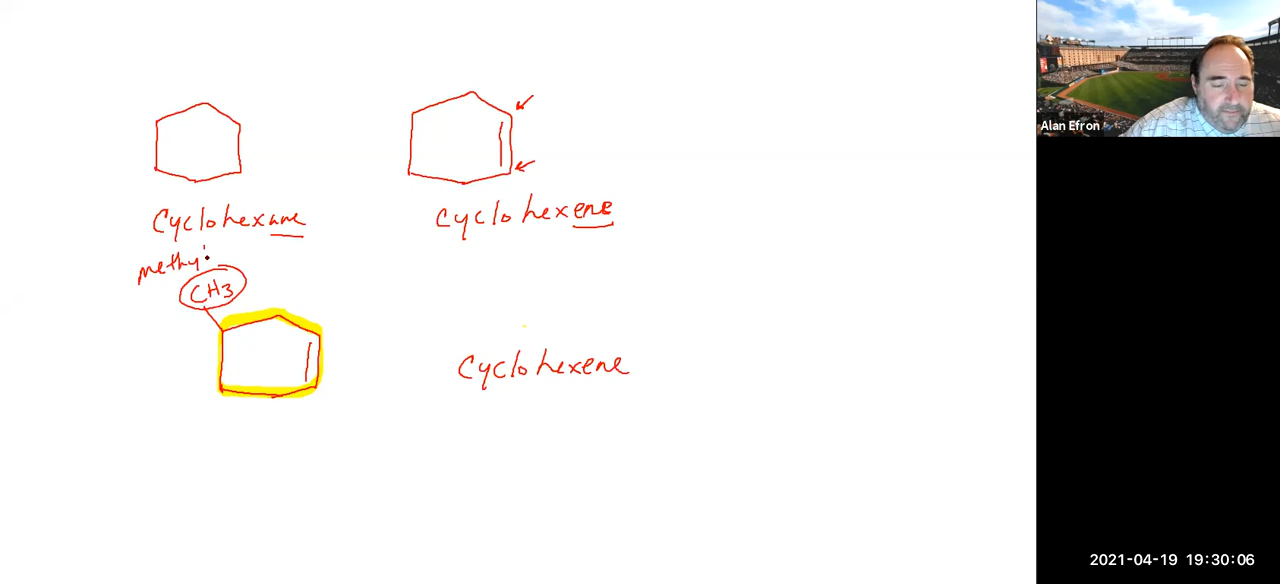 Alan Efron
Cyclohexane
Cyclohexene
methyl
CH3
Cyclohexene
2021-04-19 19:30:06